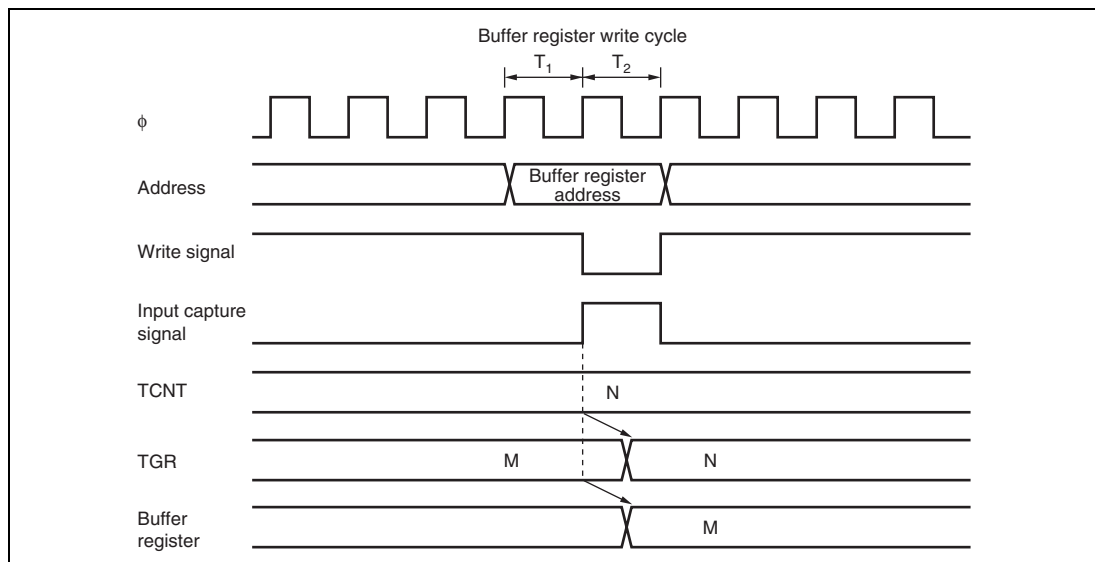 Buffer register write cycle
T1 T2
ϕ
Address
Buffer register
address
Write signal
Input capture
signal
TCNT
N
TGR
M N
Buffer
register
M